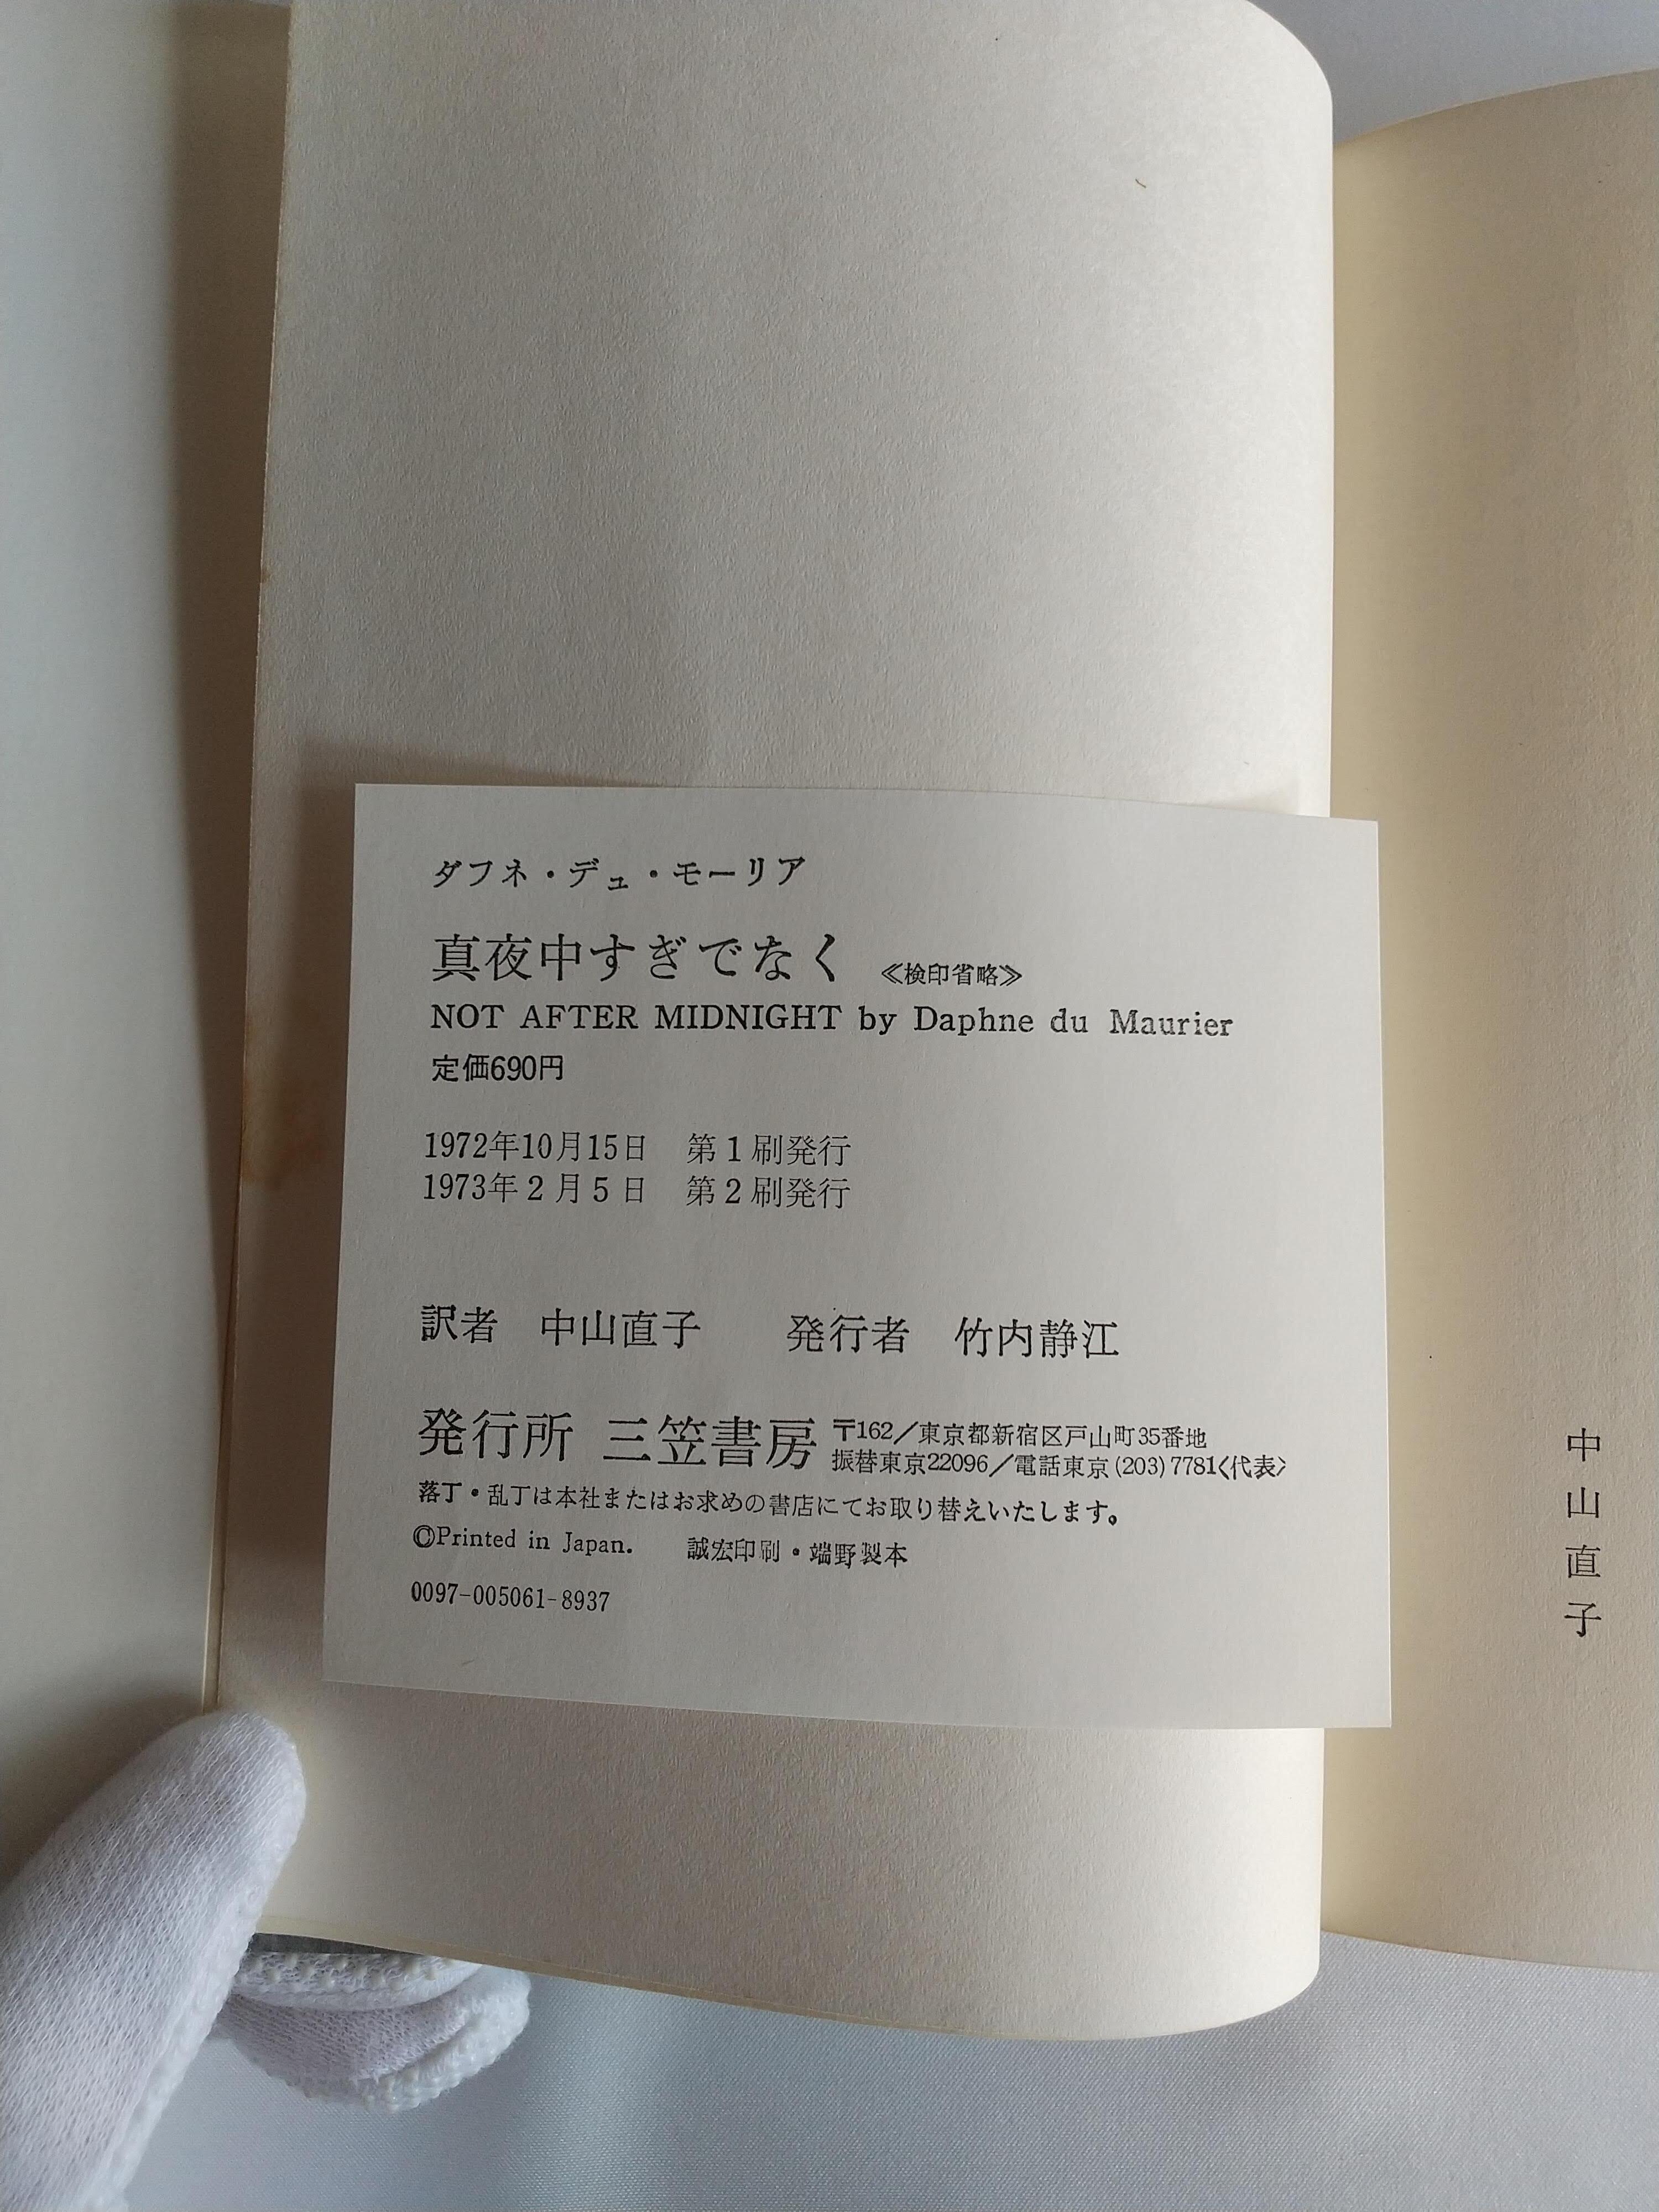 ダフネ・デュ・モーリア
真夜中すぎでなく ≪検印省略≫
NOT AFTER MIDNIGHT by Daphne du Maurier
定価690円
1972年10月15日 第1刷発行
1973年2月5日 第2刷発行
訳者 中山直子 発行者 竹内静江
発行所 三笠書房 〒162/東京都新宿区戸山町35番地
振替東京22096/電話東京(203)7781<代表>
落丁・乱丁は本社またはお求めの書店にてお取り替えいたします。
©Printed in Japan. 誠宏印刷・端野製本
0097-005061-8937
中山直子